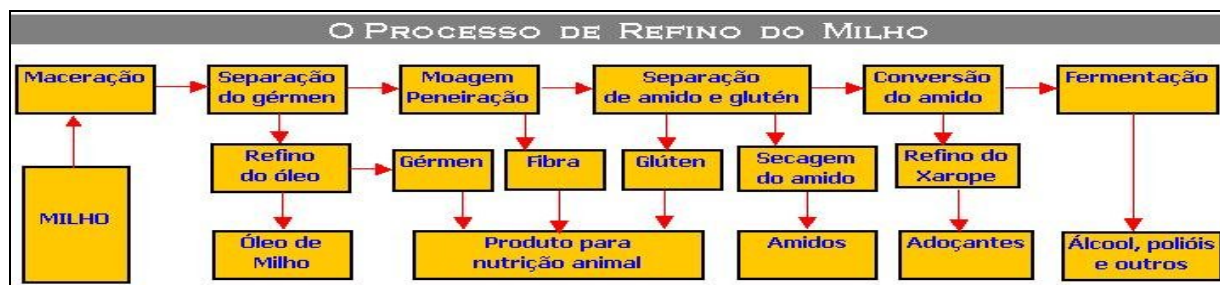 O Processo de Refino do Milho
Maceração
Separação
do gérmen
Moagem
Peneiração
Separação
de amido e glutén
Conversão
do amido
Fermentação
MILHO
Refino
do óleo
Gérmen
Fibra
Glúten
Secagem
do amido
Refino do
Xarope
Óleo de
Milho
Produto para
nutrição animal
Amidos
Adoçantes
Álcool, polióis
e outros